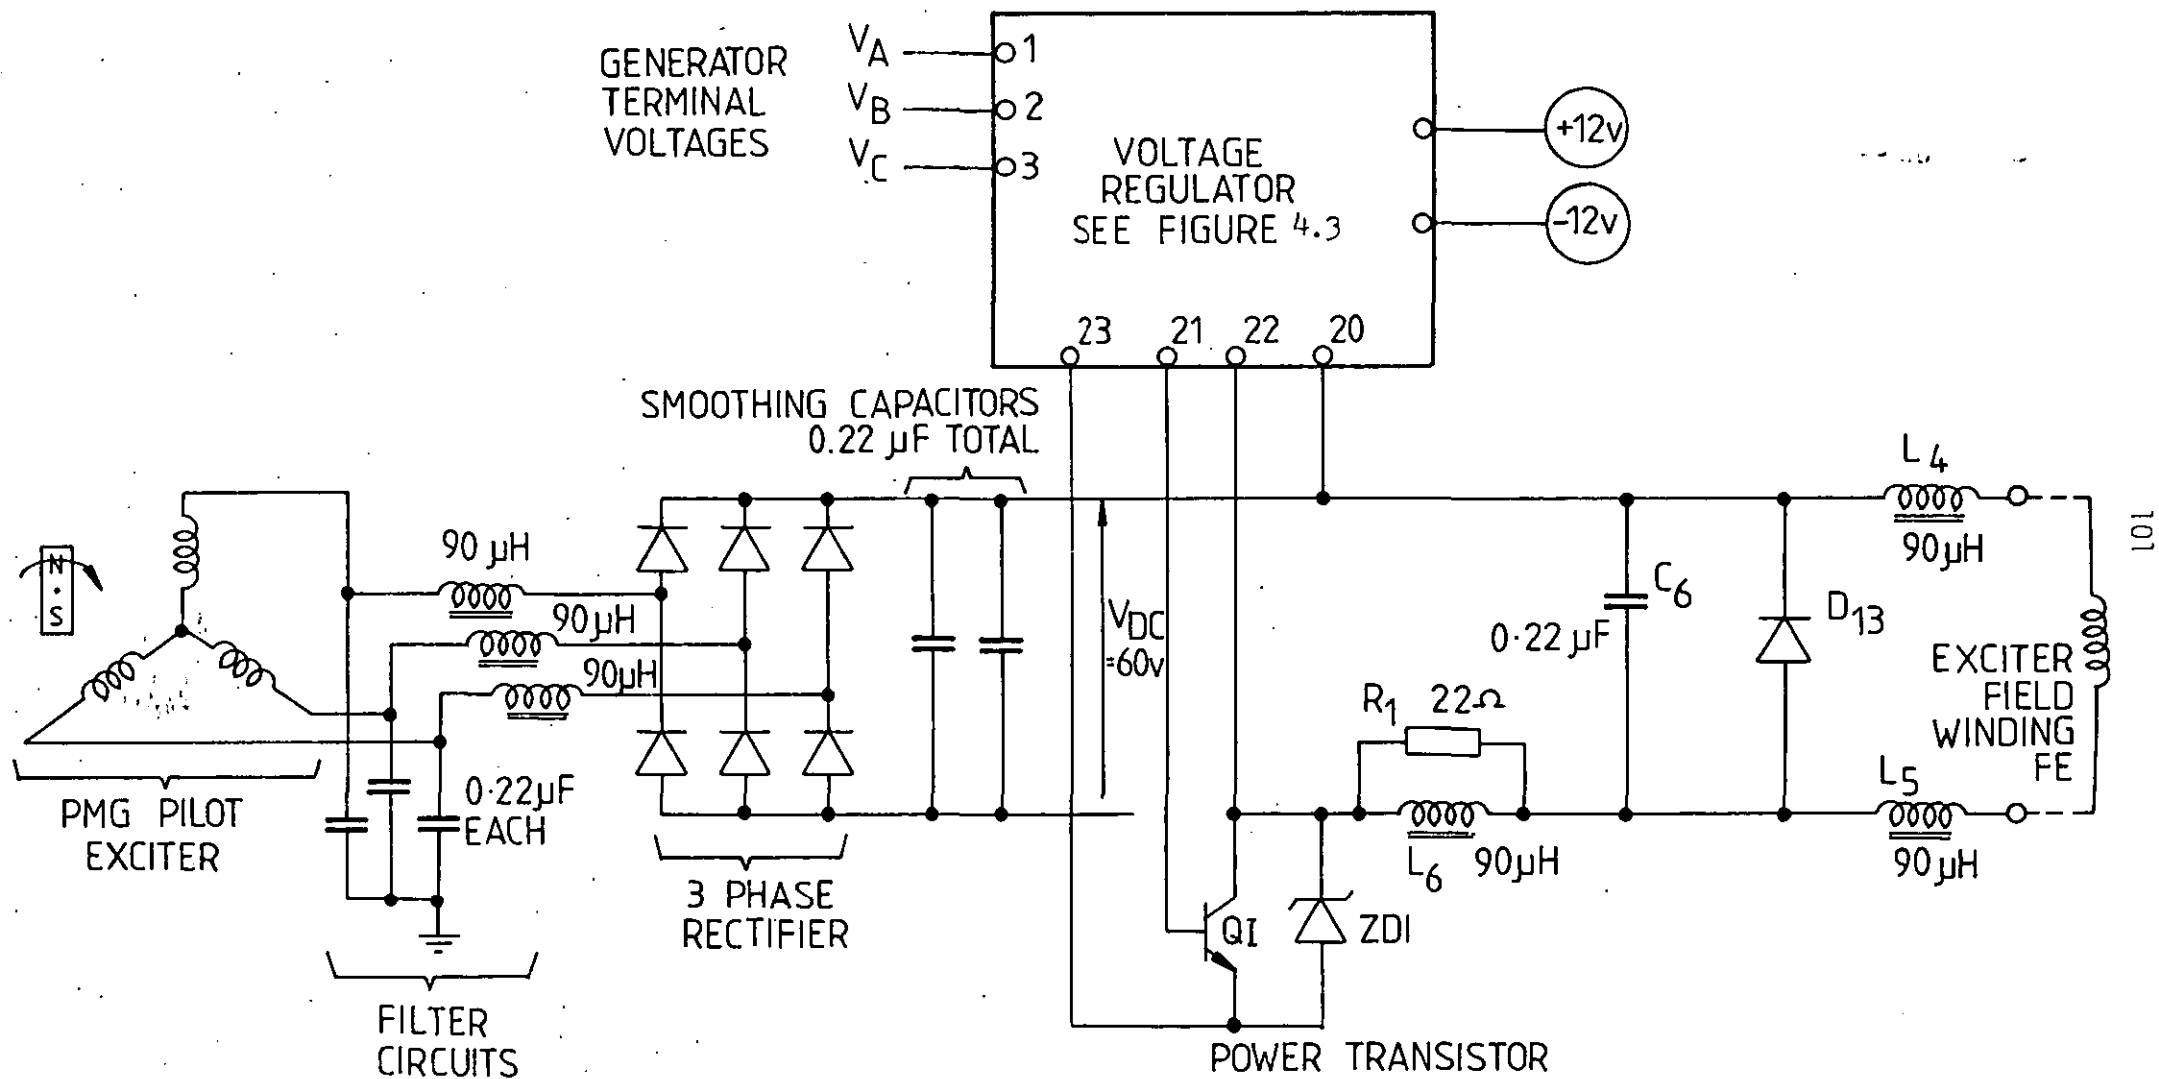 GENERATOR
TERMINAL
VOLTAGES
VA
VB
VC
1
2
3
VOLTAGE
REGULATOR
SEE FIGURE 4.3
+12v
-12v
23
21
22
20
SMOOTHING CAPACITORS
0.22 µF TOTAL
N
S
90 µH
90µH
90µH
VDC
=60v
PMG PILOT
EXCITER
0.22µF
EACH
FILTER
CIRCUITS
3 PHASE
RECTIFIER
QI
ZDI
POWER TRANSISTOR
R1 22Ω
L6 90µH
C6
0.22 µF
D13
L4
90µH
L5
90µH
EXCITER
FIELD
WINDING
FE
101